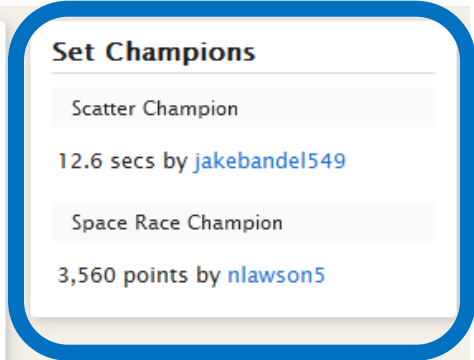 Set Champions
Scatter Champion
12.6 secs by jakebandel549
Space Race Champion
3,560 points by nlawson5